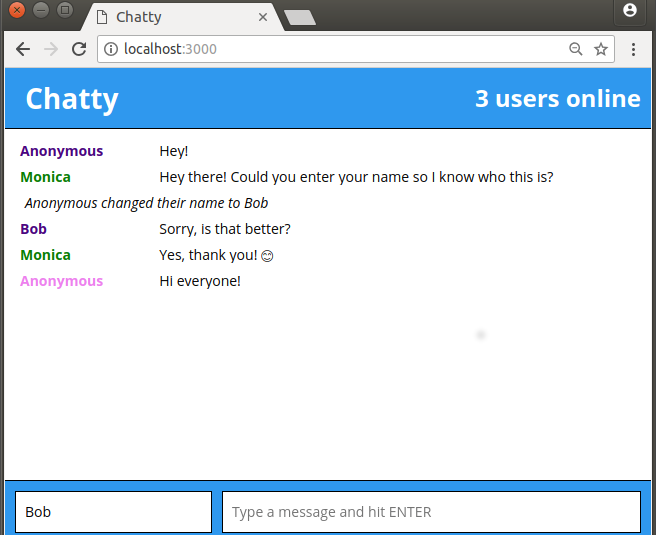 Chatty
localhost:3000
Chatty 3 users online
Anonymous Hey!
Monica Hey there! Could you enter your name so I know who this is?
Anonymous changed their name to Bob
Bob Sorry, is that better?
Monica Yes, thank you! 😊
Anonymous Hi everyone!
Bob Type a message and hit ENTER